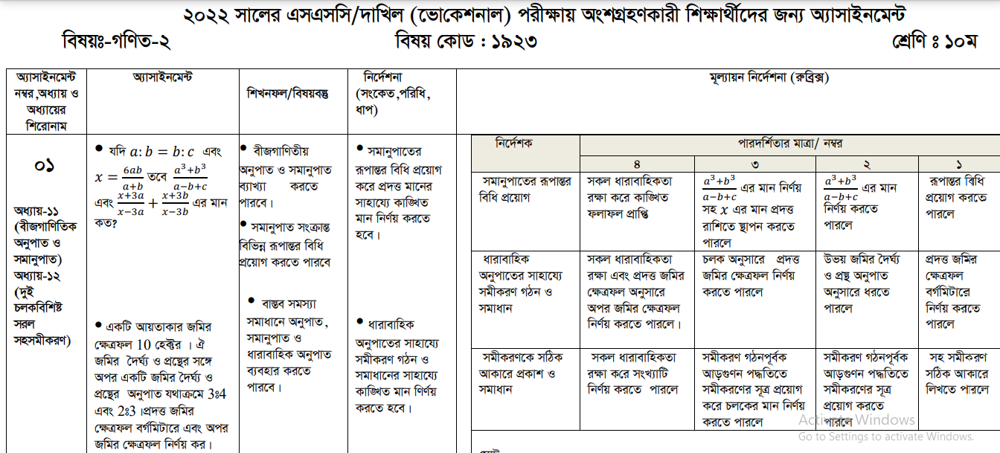 ২০২২ সালের এসএসসি/দাখিল (ভোকেশনাল) পরীক্ষায় অংশগ্রহণকারী শিক্ষার্থীদের জন্য অ্যাসাইনমেন্ট
বিষয়ঃ-গণিত-২ বিষয় কোড : ১৯২৩ শ্রেণি ঃ ১০ম
অ্যাসাইনমেন্ট
নম্বর,অধ্যায় ও
অধ্যায়ের
শিরোনাম
অ্যাসাইনমেন্ট
শিখনফল/বিষয়বস্তু
নির্দেশনা
(সংকেত,পরিধি,
ধাপ)
মূল্যায়ন নির্দেশনা (রুব্রিক্স)
০১
অধ্যায়-১১
(বীজগাণিতিক
অনুপাত ও
সমানুপাত)
অধ্যায়-১২
(দুই
চলকবিশিষ্ট
সরল
সহসমীকরণ)
● যদি a: b = b: c এবং
x = 6ab/a+b তবে a³+b³/a−b+c
এবং x+3a/x−3a + x+3b/x−3b এর মান
কত?
● একটি আয়তাকার জমির
ক্ষেত্রফল 10 হেক্টর । ঐ
জমির দৈর্ঘ্য ও প্রস্থের সঙ্গে
অপর একটি জমির দৈর্ঘ্য ও
প্রস্থের অনুপাত যথাক্রমে 3ঃ4
এবং 2ঃ3।প্রদত্ত জমির
ক্ষেত্রফল বর্গমিটারে এবং অপর
জমির ক্ষেত্রফল নির্ণয় কর।
● বীজগাণিতীয়
অনুপাত ও সমানুপাত
ব্যাখ্যা করতে
পারবে।
● সমানুপাত সংক্রান্ত
বিভিন্ন রূপান্তর বিধি
প্রয়োগ করতে পারবে
● বাস্তব সমস্যা
সমাধানে অনুপাত,
সমানুপাত ও
ধারাবাহিক অনুপাত
ব্যবহার করতে
পারবে।
● সমানুপাতের
রূপান্তর বিধি প্রয়োগ
করে প্রদত্ত মানের
সাহায্যে কাঙ্খিত
মান নির্ণয় করতে
হবে।
● ধারাবাহিক
অনুপাতের সাহায্যে
সমীকরণ গঠন ও
সমাধানের সাহায্যে
কাঙ্খিত মান ণির্ণয়
করতে হবে।
নির্দেশক
পারদর্শিতার মাত্রা/ নম্বর
৪ ৩ ২ ১
সমানুপাতের রূপান্তর
বিধি প্রয়োগ
সকল ধারাবাহিকতা
রক্ষা করে কাঙ্খিত
ফলাফল প্রাপ্তি
a³+b³/a−b+c এর মান নির্ণয়
সহ x এর মান প্রদত্ত
রাশিতে স্থাপন করতে
পারলে
a³+b³/a−b+c এর মান
নির্ণয় করতে
পারলে
রূপান্তর বিধি
প্রয়োগ করতে
পারলে
ধারাবাহিক
অনুপাতের সাহায্যে
সমীকরণ গঠন ও
সমাধান
সকল ধারাবাহিকতা
রক্ষা এবং প্রদত্ত জমির
ক্ষেত্রফল অনুসারে
অপর জমির ক্ষেত্রফল
নির্ণয় করতে পারলে।
চলক অনুসারে প্রদত্ত
জমির ক্ষেত্রফল নির্ণয়
করতে পারলে
উভয় জমির দৈর্ঘ্য
ও প্রস্থ অনুপাত
অনুসারে ধরতে
পারলে
প্রদত্ত জমির
ক্ষেত্রফল
বর্গমিটারে
নির্ণয় করতে
পারলে
সমীকরণকে সঠিক
আকারে প্রকাশ ও
সমাধান
সকল ধারাবাহিকতা
রক্ষা করে সংখ্যাটি
নির্ণয় করতে পারলে
সমীকরণ গঠনপূর্বক
আড়গুণন পদ্ধতিতে
সমীকরণের সূত্র প্রয়োগ
করে চলকের মান নির্ণয়
করতে পারলে
সমীকরণ গঠনপূর্বক
আড়গুণন পদ্ধতিতে
সমীকরণের সূত্র
প্রয়োগ করতে
পারলে
সহ সমীকরণ
সঠিক আকারে
লিখতে পারলে
Activate Windows
Go to Settings to activate Windows.